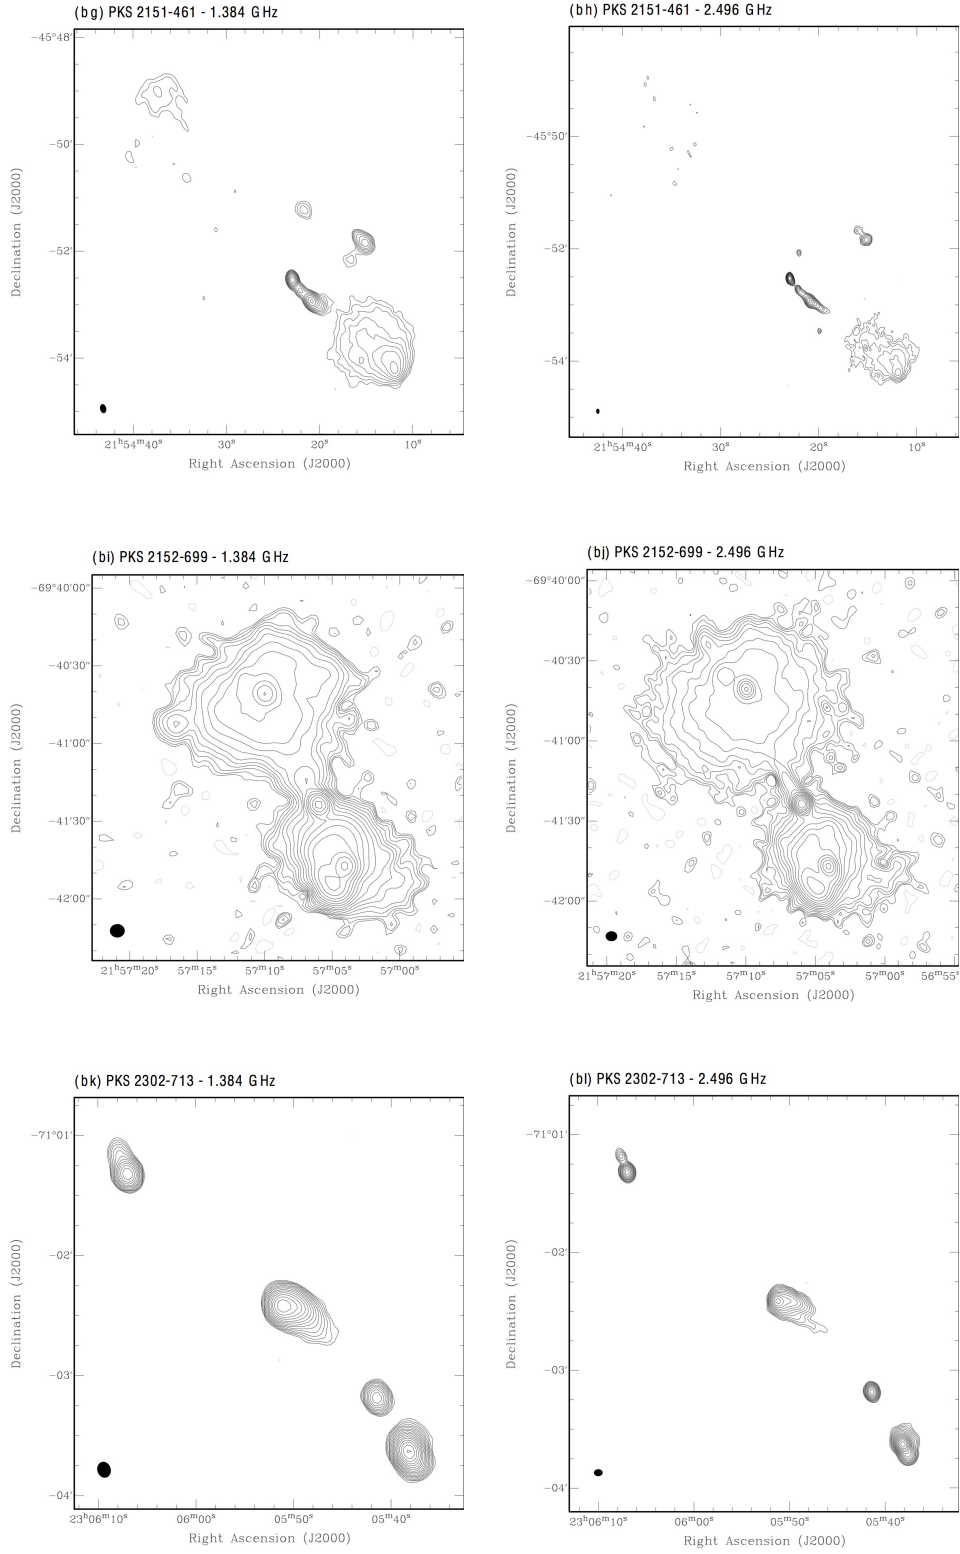 (bg) PKS 2151-461 - 1.384 GHz
(bh) PKS 2151-461 - 2.496 GHz
Declination (J2000)
−45°48′
−50′
−52′
−54′
21ʰ54ᵐ40ˢ 30ˢ 20ˢ 10ˢ
Right Ascension (J2000)
Declination (J2000)
−45°50′
−52′
−54′
21ʰ54ᵐ40ˢ 30ˢ 20ˢ 10ˢ
Right Ascension (J2000)
(bi) PKS 2152-699 - 1.384 GHz
(bj) PKS 2152-699 - 2.496 GHz
Declination (J2000)
−69°40′00″
−40′30″
−41′00″
−41′30″
−42′00″
21ʰ57ᵐ20ˢ 57ᵐ15ˢ 57ᵐ10ˢ 57ᵐ05ˢ 57ᵐ00ˢ
Right Ascension (J2000)
Declination (J2000)
−69°40′00″
−40′30″
−41′00″
−41′30″
−42′00″
21ʰ57ᵐ20ˢ 57ᵐ15ˢ 57ᵐ10ˢ 57ᵐ05ˢ 57ᵐ00ˢ 56ᵐ55ˢ
Right Ascension (J2000)
(bk) PKS 2302-713 - 1.384 GHz
(bl) PKS 2302-713 - 2.496 GHz
Declination (J2000)
−71°01′
−02′
−03′
−04′
23ʰ06ᵐ10ˢ 06ᵐ00ˢ 05ᵐ50ˢ 05ᵐ40ˢ
Right Ascension (J2000)
Declination (J2000)
−71°01′
−02′
−03′
−04′
23ʰ06ᵐ10ˢ 06ᵐ00ˢ 05ᵐ50ˢ 05ᵐ40ˢ
Right Ascension (J2000)